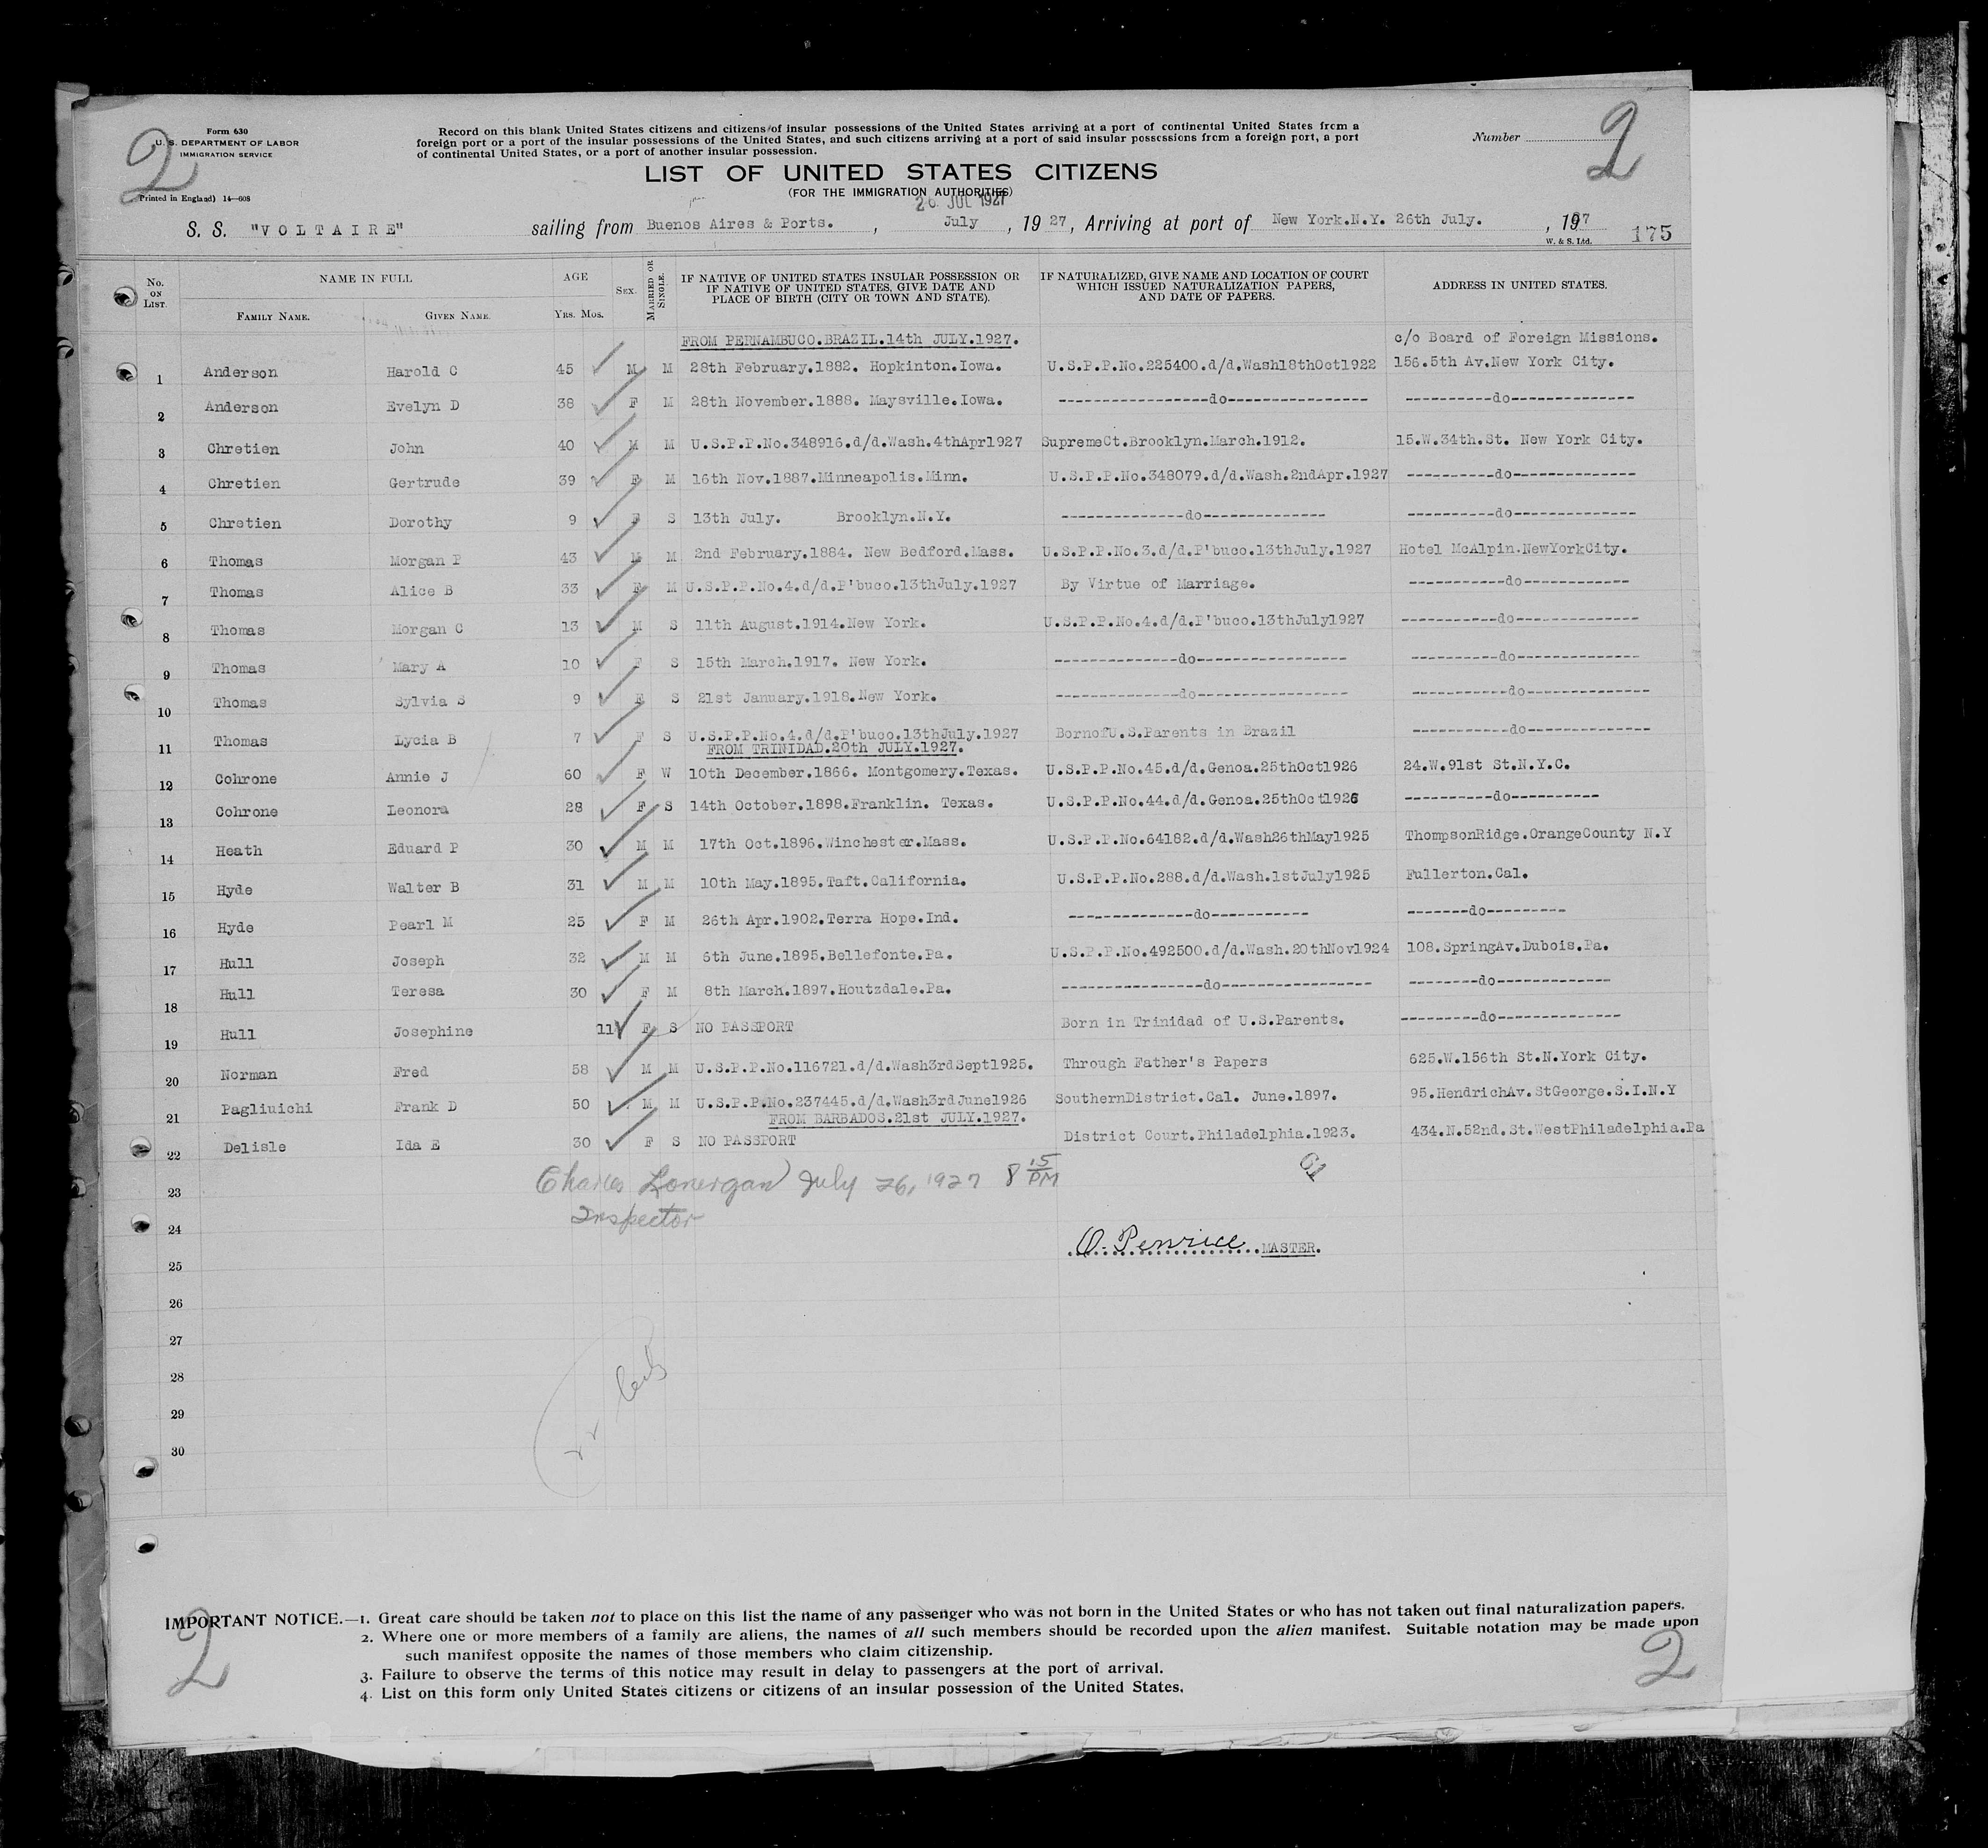 2
2
Form 630
U. S. DEPARTMENT OF LABOR
IMMIGRATION SERVICE
Printed in England) 14—608
Record on this blank United States citizens and citizens of insular possessions of the United States arriving at a port of continental United States from a
foreign port or a port of the insular possessions of the United States, and such citizens arriving at a port of said insular possessions from a foreign port, a port
of continental United States, or a port of another insular possession.
Number
LIST OF UNITED STATES CITIZENS
(FOR THE IMMIGRATION AUTHORITIES)
26 JUL 1927
S. S. "VOLTAIRE" sailing from Buenos Aires & Ports. , July , 19 27, Arriving at port of New York.N.Y. 26th July. , 1927
W. & S. Ltd. 175
No. ON LIST. NAME IN FULL AGE SEX. MARRIED OR SINGLE. IF NATIVE OF UNITED STATES INSULAR POSSESSION OR IF NATIVE OF UNITED STATES, GIVE DATE AND PLACE OF BIRTH (CITY OR TOWN AND STATE). IF NATURALIZED, GIVE NAME AND LOCATION OF COURT WHICH ISSUED NATURALIZATION PAPERS, AND DATE OF PAPERS. ADDRESS IN UNITED STATES.
FAMILY NAME. GIVEN NAME. YRS. MOS.
FROM PERNAMBUCO.BRAZIL.14th JULY.1927. c/o Board of Foreign Missions.
1 Anderson Harold C 45 M M 28th February.1882. Hopkinton.Iowa. U.S.P.P.No.225400.d/d.Wash18thOct1922 156.5th Av.New York City.
2 Anderson Evelyn D 38 F M 28th November.1888. Maysville.Iowa. -----------------do---------------- ----------do--------------
3 Chretien John 40 M M U.S.P.P.No.348916.d/d.Wash.4thApr1927 SupremeCt.Brooklyn.March.1912. 15.W.34th.St. New York City.
4 Chretien Gertrude 39 F M 16th Nov.1887.Minneapolis.Minn. U.S.P.P.No.348079.d/d.Wash.2ndApr.1927 ----------do--------------
5 Chretien Dorothy 9 F S 13th July. Brooklyn.N.Y. --------------do-------------- ----------do--------------
6 Thomas Morgan P 43 M M 2nd February.1884. New Bedford.Mass. U.S.P.P.No.3.d/d.P'buco.13thJuly.1927 Hotel McAlpin.NewYorkCity.
7 Thomas Alice B 33 F M U.S.P.P.No.4.d/d.P'buco.13thJuly.1927 By Virtue of Marriage. -----------do------------
8 Thomas Morgan C 13 M S 11th August.1914.New York. U.S.P.P.No.4.d/d.P'buco.13thJuly1927 -----------do--------------
9 Thomas Mary A 10 F S 15th March.1917. New York. --------------do----------------- ----------do--------------
10 Thomas Sylvia S 9 F S 21st January.1918.New York. --------------do----------------- -----------do--------------
11 Thomas Lycia B 7 F S U.S.P.P.No.4.d/d.P'buco.13thJuly.1927 BornofU.S.Parents in Brazil -----------do--------------
FROM TRINIDAD.20th JULY.1927.
12 Cohrone Annie J 60 F W 10th December.1866. Montgomery.Texas. U.S.P.P.No.45.d/d.Genoa.25thOct1926 24.W.91st St.N.Y.C.
13 Cohrone Leonora 28 F S 14th October.1898.Franklin. Texas. U.S.P.P.No.44.d/d.Genoa.25thOct1926 ----------do----------
14 Heath Eduard P 30 M M 17th Oct.1896.Winchester.Mass. U.S.P.P.No.64182.d/d.Wash26thMay1925 ThompsonRidge.OrangeCounty N.Y
15 Hyde Walter B 31 M M 10th May.1895.Taft.California. U.S.P.P.No.288.d/d.Wash.1stJuly1925 Fullerton.Cal.
16 Hyde Pearl M 25 F M 26th Apr.1902.Terra Hope.Ind. --------------do----------- -------do---------
17 Hull Joseph 32 M M 6th June.1895.Bellefonte.Pa. U.S.P.P.No.492500.d/d.Wash.20thNov1924 108.SpringAv.Dubois.Pa.
18 Hull Teresa 30 F M 8th March.1897.Houtzdale.Pa. ----------------do----------------- --------do-------------
19 Hull Josephine 11 F S NO PASSPORT Born in Trinidad of U.S.Parents. ---------do--------------
20 Norman Fred 58 M M U.S.P.P.No.116721.d/d.Wash3rdSept1925. Through Father's Papers 625.W.156th St.N.York City.
21 Pagliuichi Frank D 50 M M U.S.P.P.No.237445.d/d.Wash3rdJune1926 SouthernDistrict.Cal. June.1897. 95.HendrichAv.StGeorge.S.I.N.Y
FROM BARBADOS.21st JULY.1927.
22 Delisle Ida E 30 F S NO PASSPORT District Court.Philadelphia.1923. 434.N.52nd.St.WestPhiladelphia.Pa
23 Charles Lonergan July 26, 1927 8 15 PM
Inspector
24
O. Penrice MASTER.
25
26
27
28
29
30
IMPORTANT NOTICE.—1. Great care should be taken not to place on this list the name of any passenger who was not born in the United States or who has not taken out final naturalization papers.
2. Where one or more members of a family are aliens, the names of all such members should be recorded upon the alien manifest. Suitable notation may be made upon
such manifest opposite the names of those members who claim citizenship.
3. Failure to observe the terms of this notice may result in delay to passengers at the port of arrival.
4. List on this form only United States citizens or citizens of an insular possession of the United States.
2
2